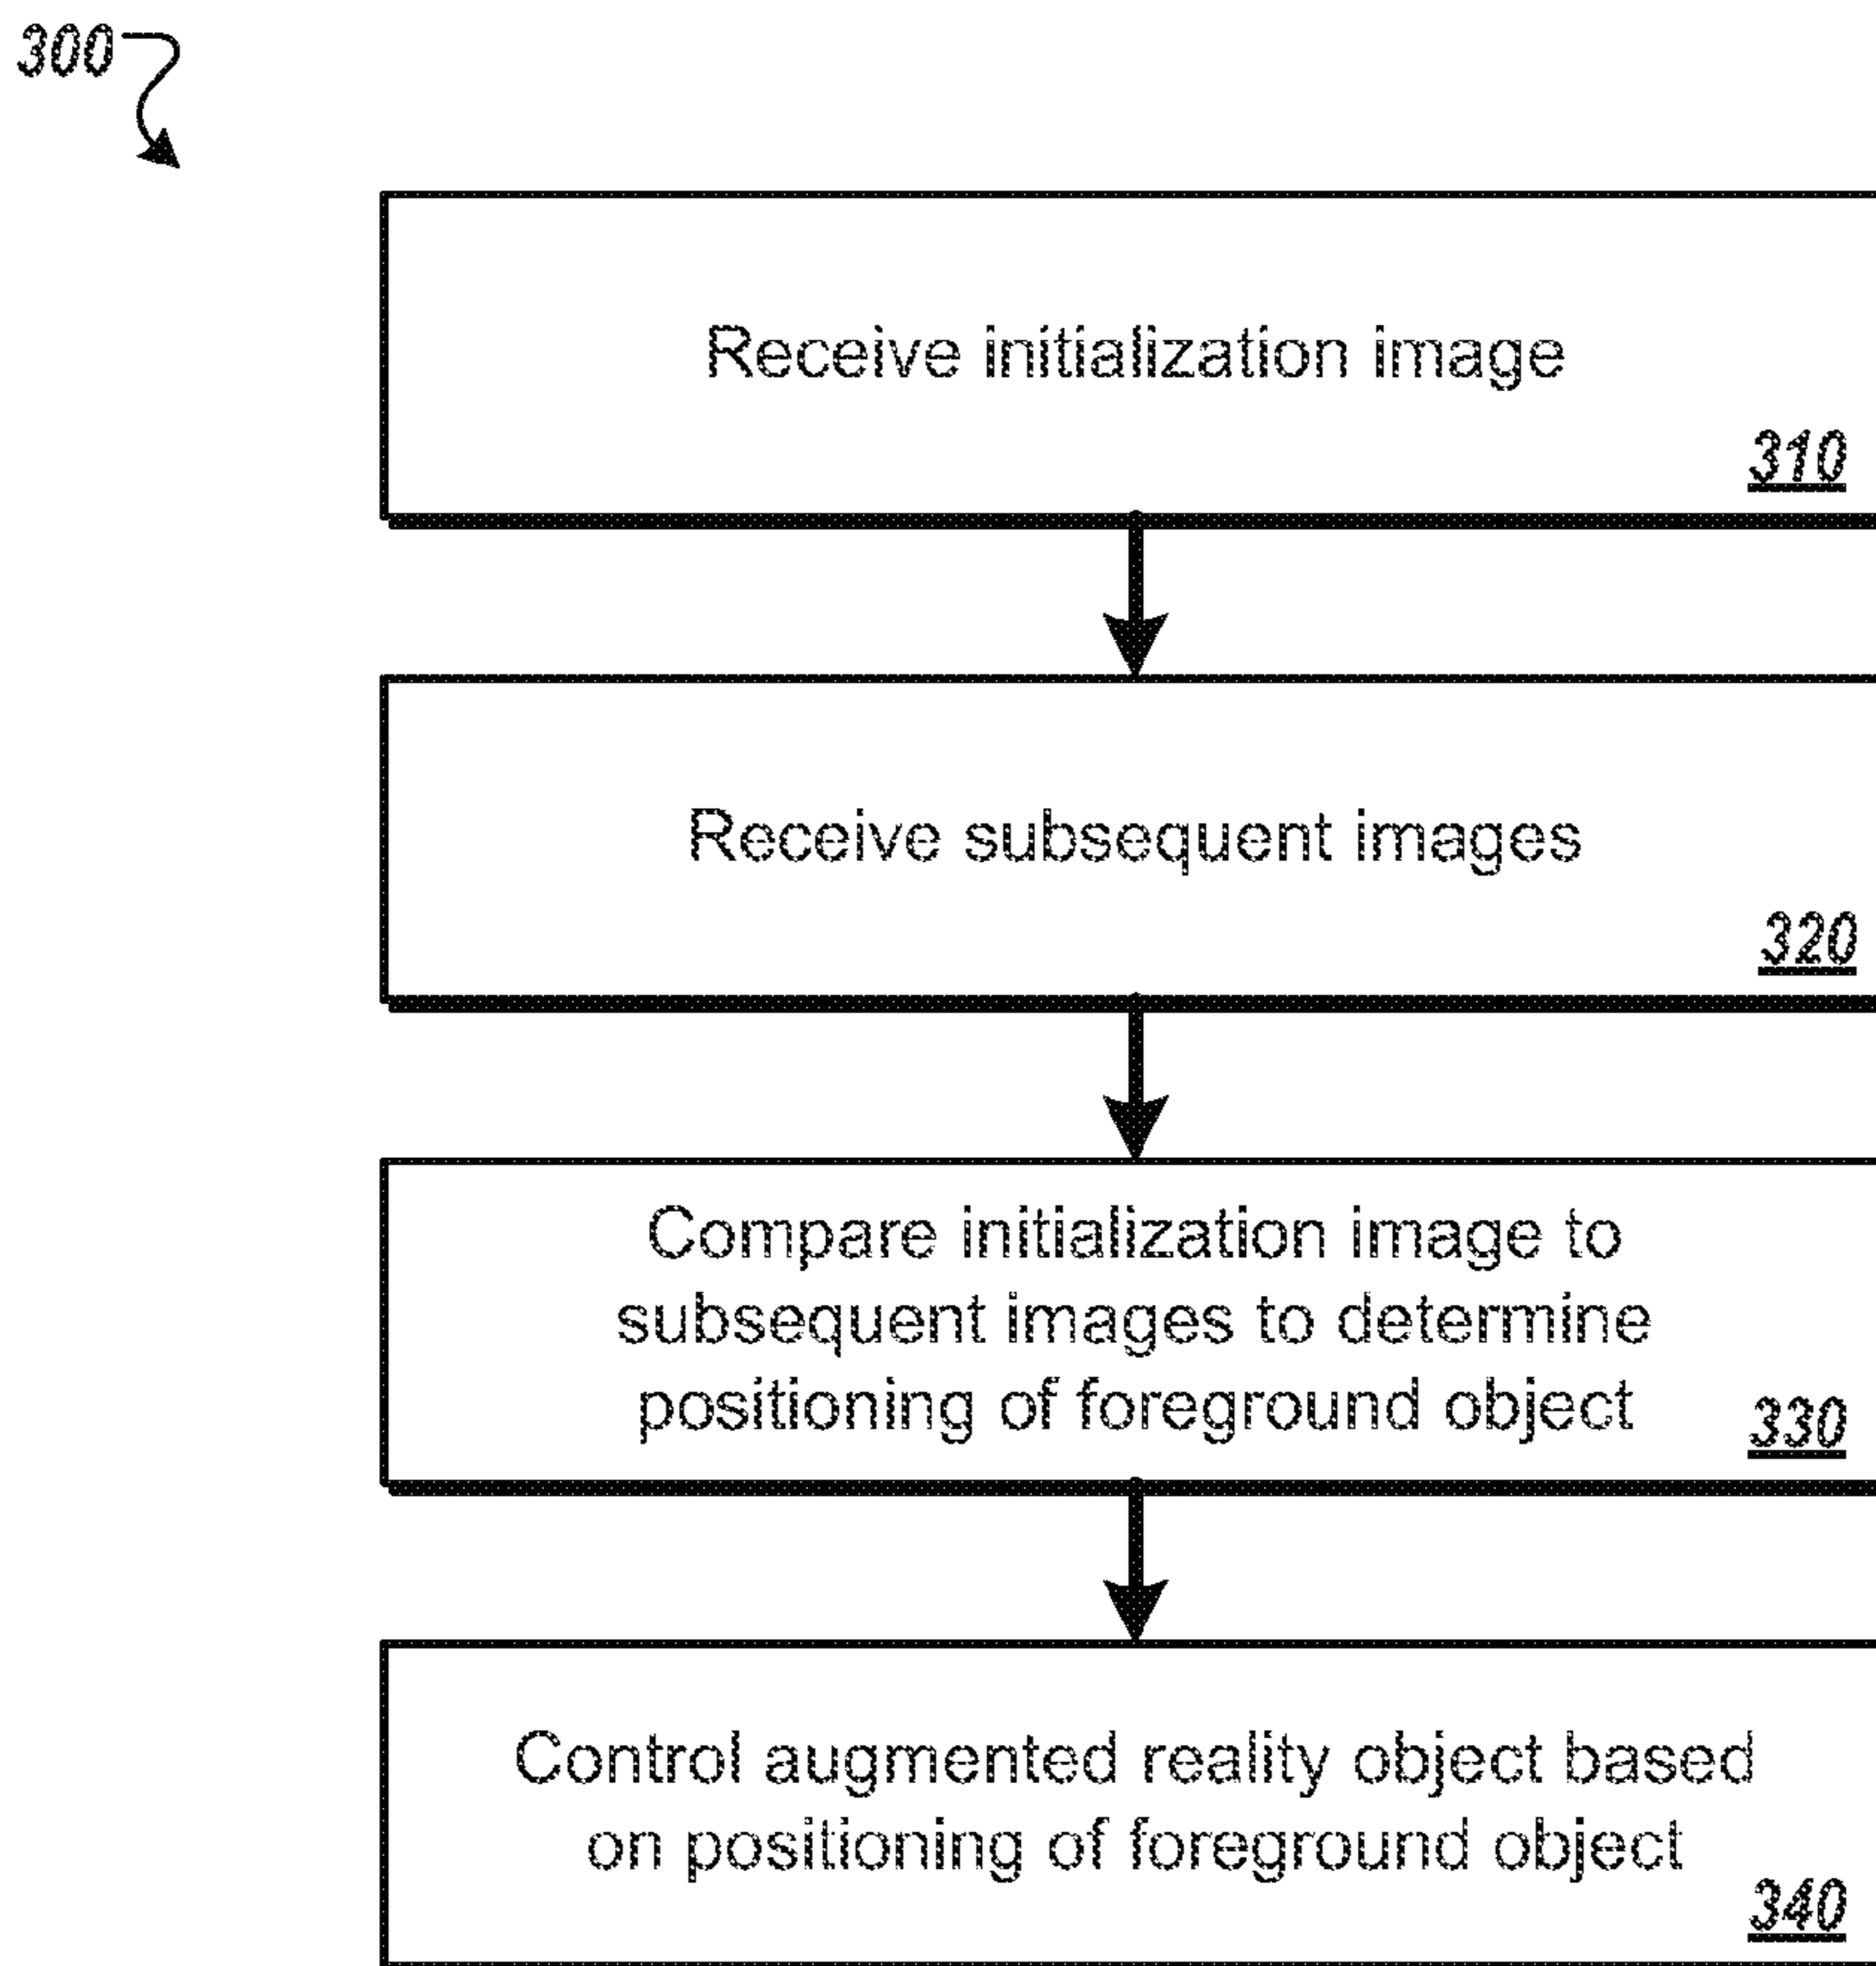 300
Receive initialization image
310
Receive subsequent images
320
Compare initialization image to
subsequent images to determine
positioning of foreground object
330
Control augmented reality object based
on positioning of foreground object
340